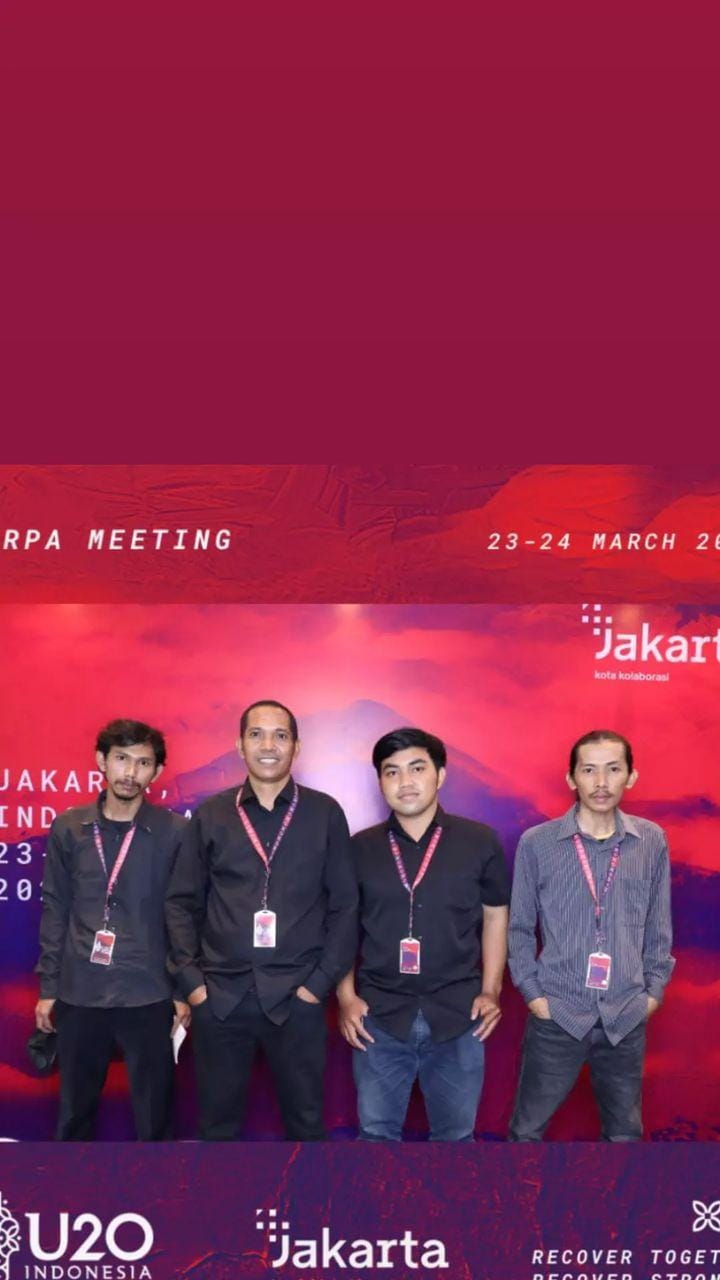 RPA MEETING
23-24 MARCH 20
Jakart
kota kolaborasi
JAKAR
IND
23-
20
U20
INDONESIA
Jakarta
RECOVER TOGET